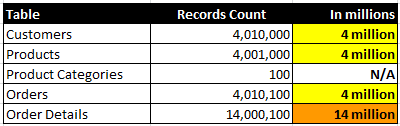 Table Records Count In millions
Customers 4,010,000 4 million
Products 4,001,000 4 million
Product Categories 100 N/A
Orders 4,010,100 4 million
Order Details 14,000,100 14 million